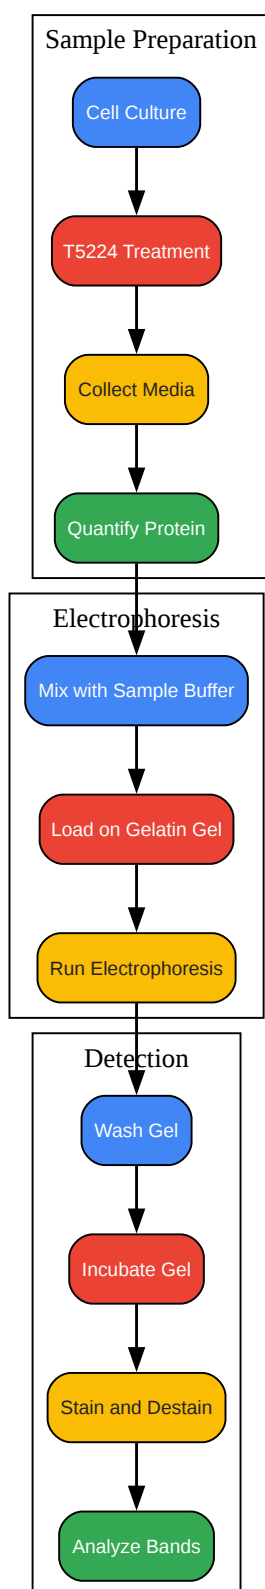 Sample Preparation
Cell Culture
T5224 Treatment
Collect Media
Quantify Protein
Electrophoresis
Mix with Sample Buffer
Load on Gelatin Gel
Run Electrophoresis
Detection
Wash Gel
Incubate Gel
Stain and Destain
Analyze Bands